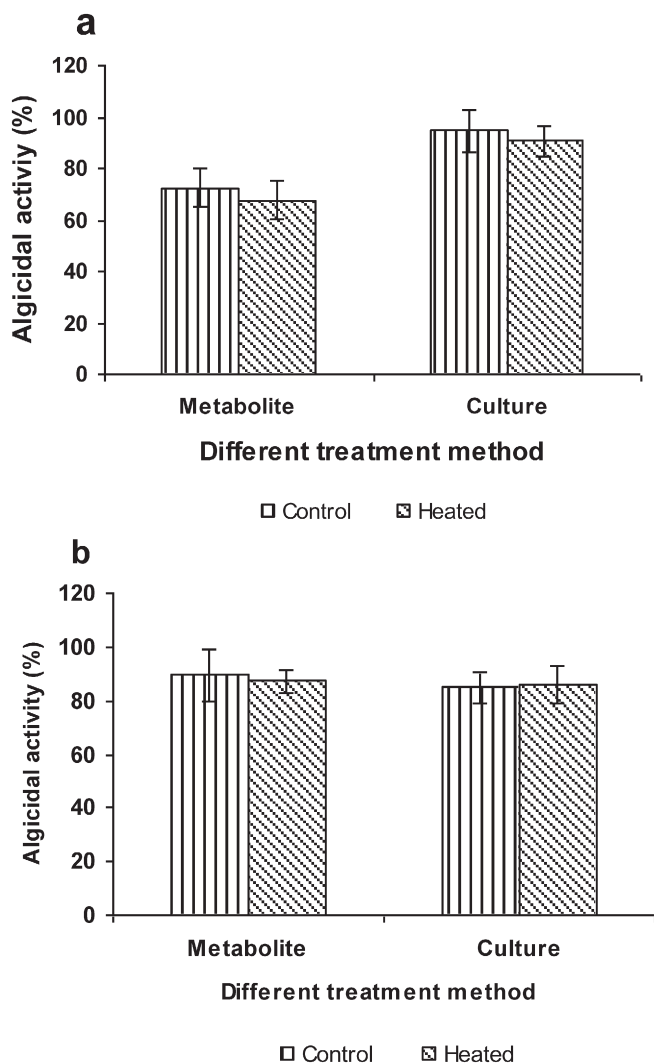 a
120
100
80
60
40
20
0
Algicidal activiy (%)
Metabolite Culture
Different treatment method
Control Heated
b
120
100
80
60
40
20
0
Algicidal activity (%)
Metabolite Culture
Different treatment method
Control Heated